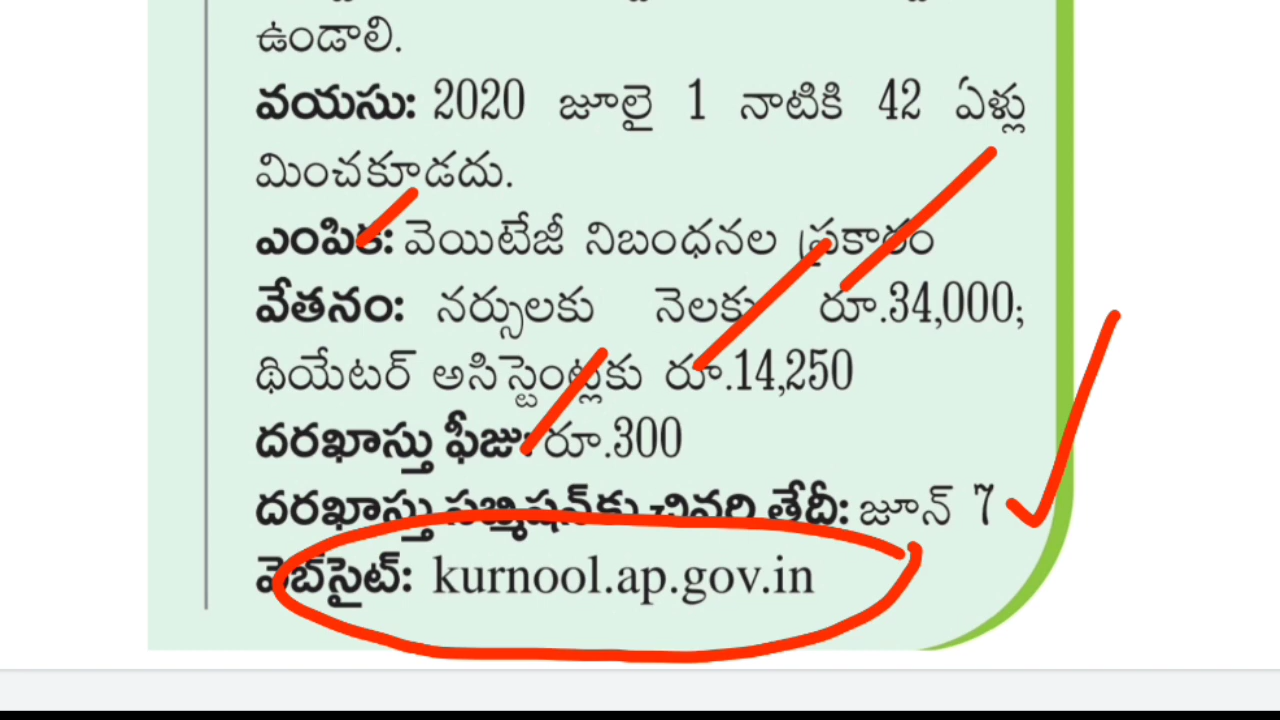 ఉండాలి.
వయసు: 2020 జూలై 1 నాటికి 42 ఏళ్లు
మించకూడదు.
ఎంపిక: వెయిటేజీ నిబంధనల ప్రకారం
వేతనం: నర్సులకు నెలకు రూ.34,000;
థియేటర్ అసిస్టెంట్లకు రూ.14,250
దరఖాస్తు ఫీజు: రూ.300
దరఖాస్తు సబ్మిషన్‌కు చివరి తేదీ: జూన్ 7
వెబ్‌సైట్: kurnool.ap.gov.in